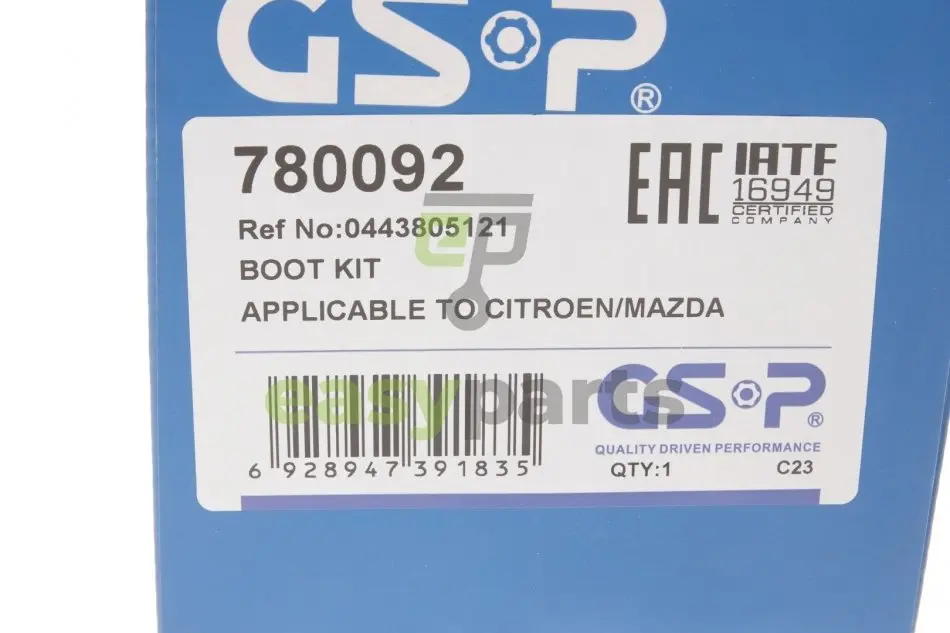 GSP®
780092
EAC
IATF
16949
CERTIFIED
COMPANY
Ref No:0443805121
ep
BOOT KIT
APPLICABLE TO CITROEN/MAZDA
easyparts
GSP®
QUALITY DRIVEN PERFORMANCE
6 928947 391835
QTY:1
C23